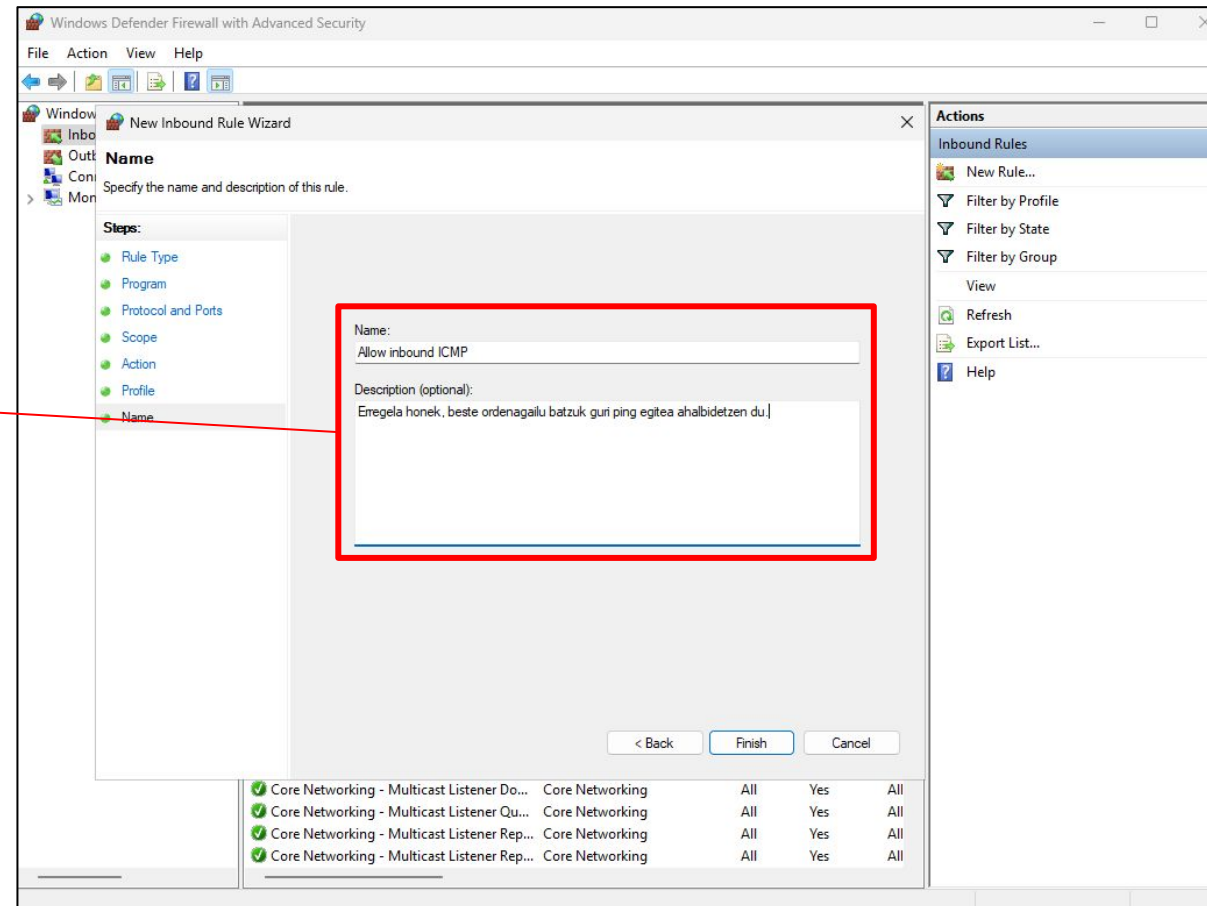 Windows Defender Firewall with Advanced Security
File Action View Help
Window
Inbo
Outb
Conn
Mon
New Inbound Rule Wizard
Name
Specify the name and description of this rule.
Steps:
Rule Type
Program
Protocol and Ports
Scope
Action
Profile
Name
Name:
Allow inbound ICMP
Description (optional):
Erregela honek, beste ordenagailu batzuk guri ping egitea ahalbidetzen du.
< Back Finish Cancel
Core Networking - Multicast Listener Do... Core Networking All Yes All
Core Networking - Multicast Listener Qu... Core Networking All Yes All
Core Networking - Multicast Listener Rep... Core Networking All Yes All
Core Networking - Multicast Listener Rep... Core Networking All Yes All
Actions
Inbound Rules
New Rule...
Filter by Profile
Filter by State
Filter by Group
View
Refresh
Export List...
Help